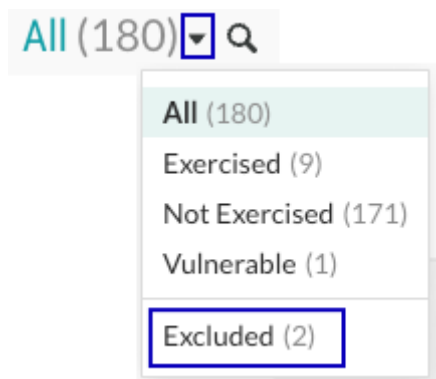 All (180)
All (180)
Exercised (9)
Not Exercised (171)
Vulnerable (1)
Excluded (2)